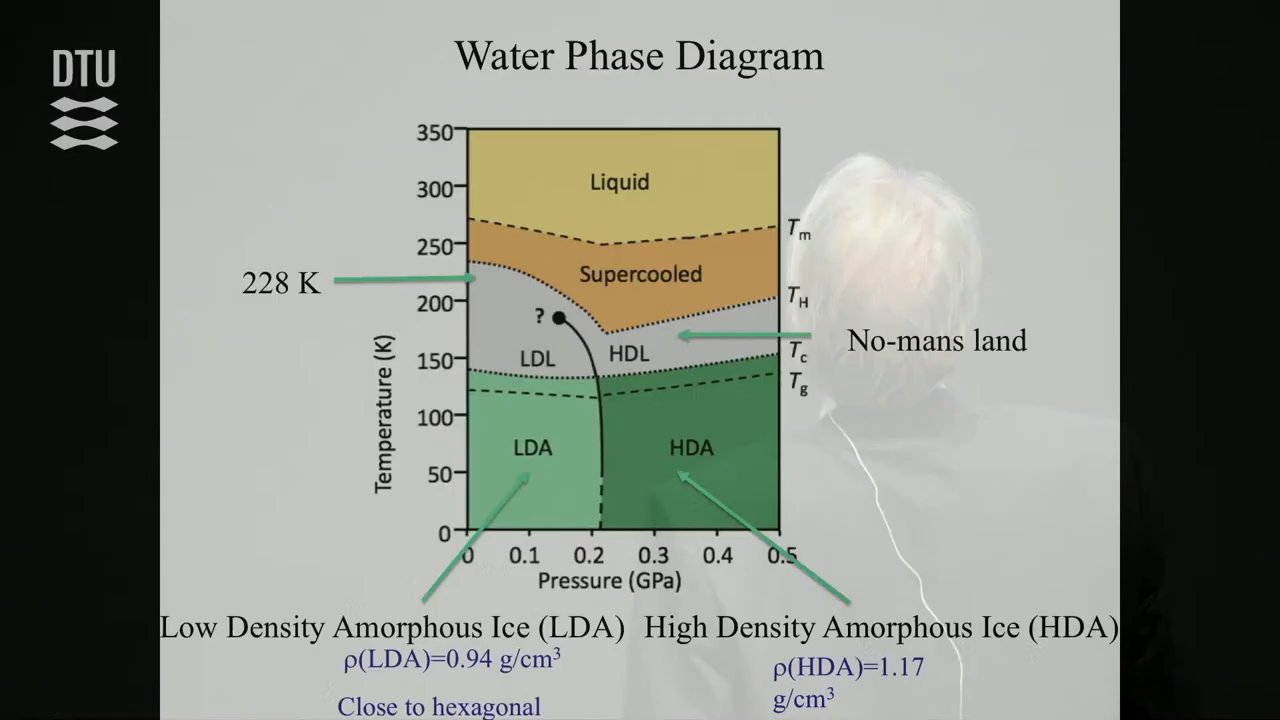 DTU
Water Phase Diagram
350
300
250
200
150
100
50
0
Temperature (K)
Liquid
Supercooled
?
LDL
HDL
LDA
HDA
Tm
TH
Tc
Tg
228 K
No-mans land
0 0.1 0.2 0.3 0.4 0.5
Pressure (GPa)
Low Density Amorphous Ice (LDA)
ρ(LDA)=0.94 g/cm³
Close to hexagonal
High Density Amorphous Ice (HDA)
ρ(HDA)=1.17
g/cm³